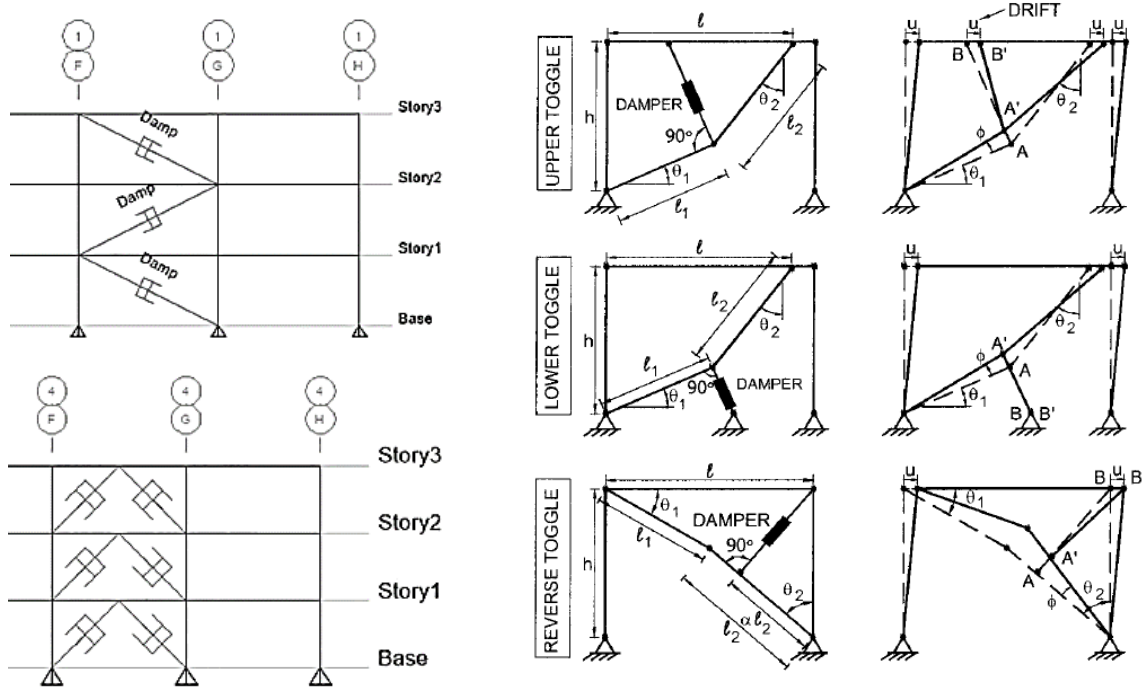 1 1 1
F G H
Story3
Damp
Story2
Damp
Story1
Damp
Base
4 4 4
F G H
Story3
Story2
Story1
Base
UPPER TOGGLE
ℓ
h
DAMPER
90°
θ2
ℓ2
θ1
ℓ1
DRIFT
u u u u
B B'
A'
θ2
φ
A
θ1
LOWER TOGGLE
ℓ
h
ℓ2
θ2
ℓ1
90° DAMPER
θ1
u u
A'
θ2
φ
A
θ1
B B'
REVERSE TOGGLE
ℓ
θ1
DAMPER
ℓ1
90°
h
θ2
αℓ2
ℓ2
u u
B B
θ1
A'
A
θ2
φ